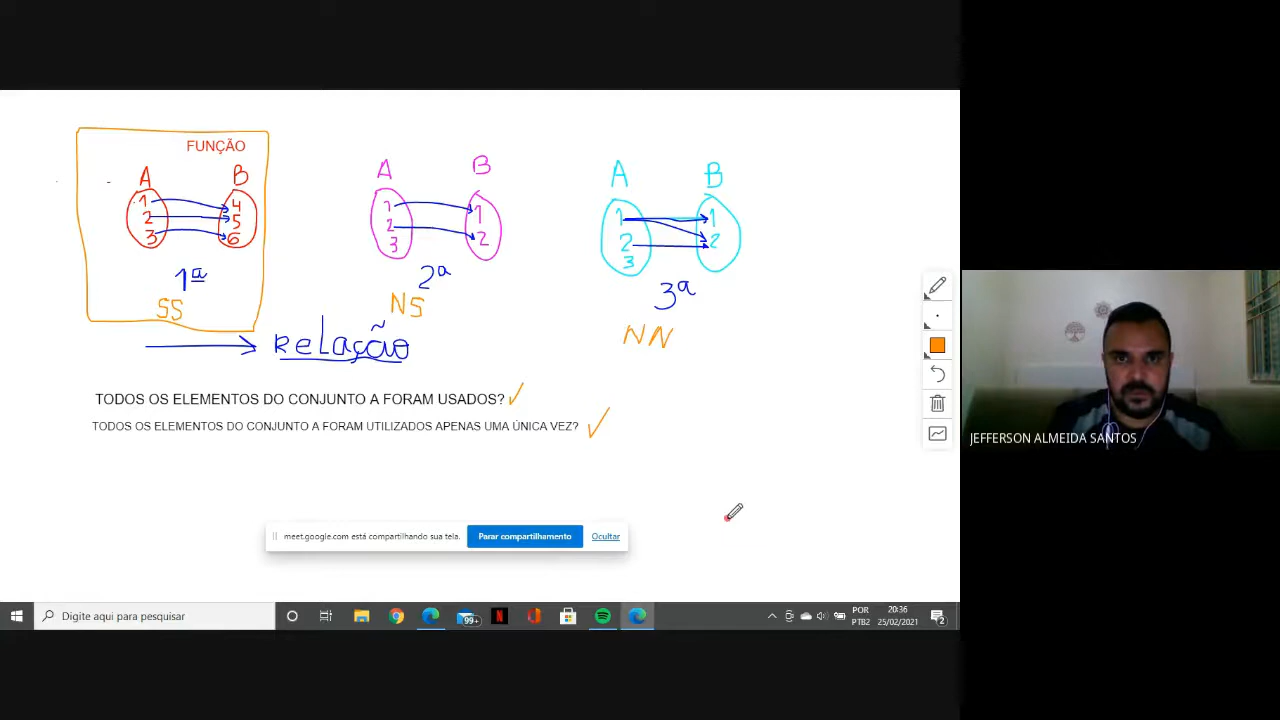 FUNÇÃO
A B
1 4
2 5
3 6
1ª
SS
A B
1 1
2 2
3
2ª
NS
A B
1 1
2 2
3
3ª
NN
RELAÇÃO
TODOS OS ELEMENTOS DO CONJUNTO A FORAM USADOS?
TODOS OS ELEMENTOS DO CONJUNTO A FORAM UTILIZADOS APENAS UMA ÚNICA VEZ?
JEFFERSON ALMEIDA SANTOS
meet.google.com está compartilhando sua tela. Parar compartilhamento Ocultar
Digite aqui para pesquisar 99+ N POR 20:36
PTB2 25/02/2021 2